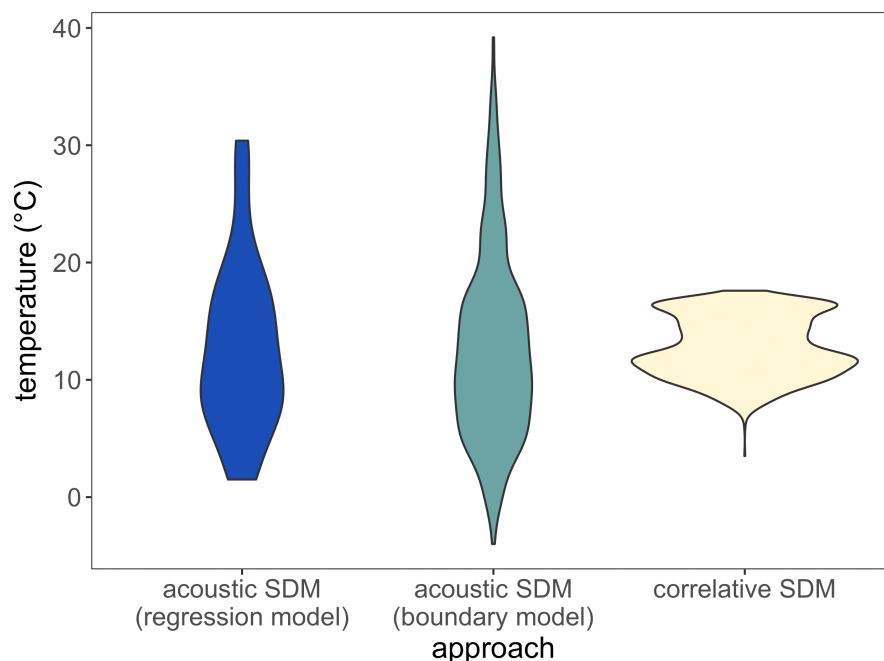 temperature (°C)
40
30
20
10
0
acoustic SDM
(regression model)
acoustic SDM
(boundary model)
correlative SDM
approach